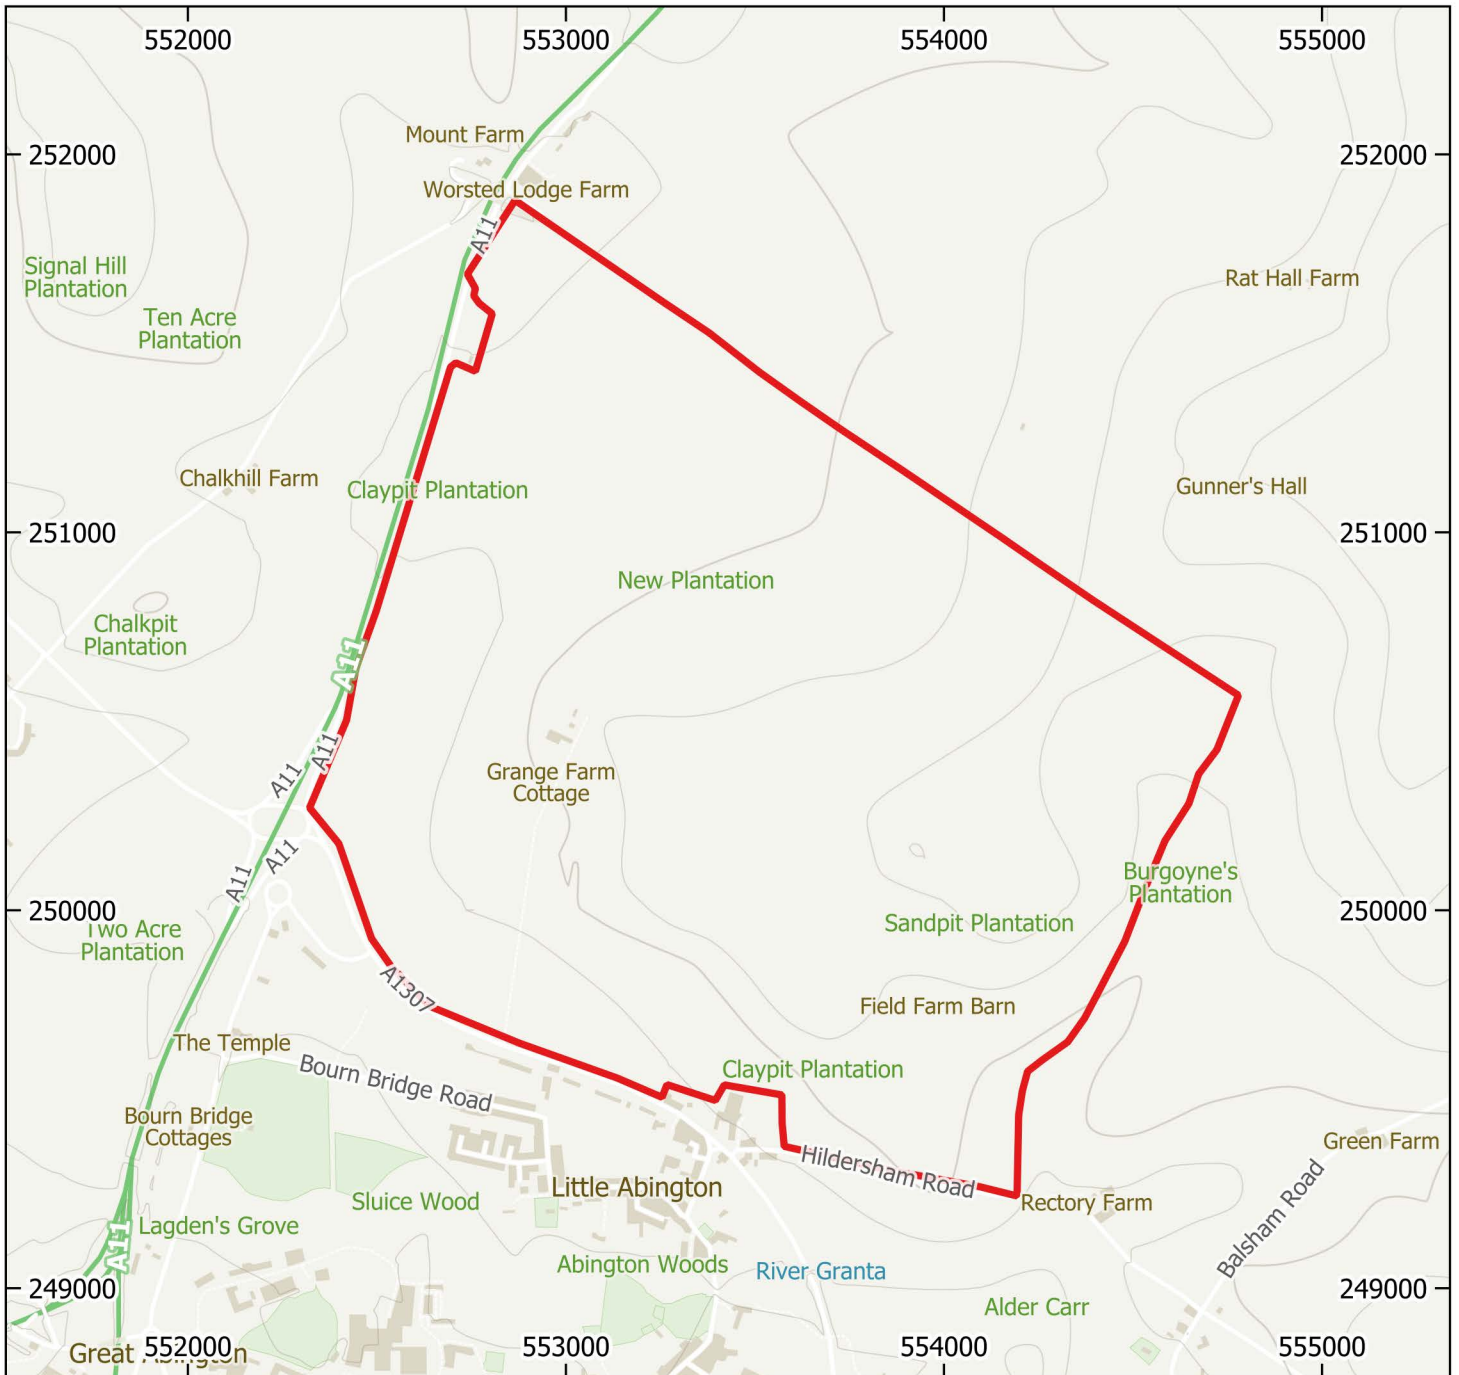 552000
553000
554000
555000
Mount Farm
252000
252000
Worsted Lodge Farm
A11
Signal Hill
Plantation
Rat Hall Farm
Ten Acre
Plantation
Chalkhill Farm
Claypit Plantation
Gunner's Hall
251000
251000
New Plantation
Chalkpit
Plantation
A11
A11
A11
Grange Farm
Cottage
A11
A11
Burgoyne's
Plantation
250000
250000
Two Acre
Plantation
Sandpit Plantation
A1307
Field Farm Barn
The Temple
Bourn Bridge Road
Claypit Plantation
Bourn Bridge
Cottages
Green Farm
Hildersham Road
Little Abington
Sluice Wood
Rectory Farm
Lagden's Grove
A11
Balsham Road
Abington Woods
River Granta
249000
249000
Alder Carr
Great Abington
552000
553000
554000
555000